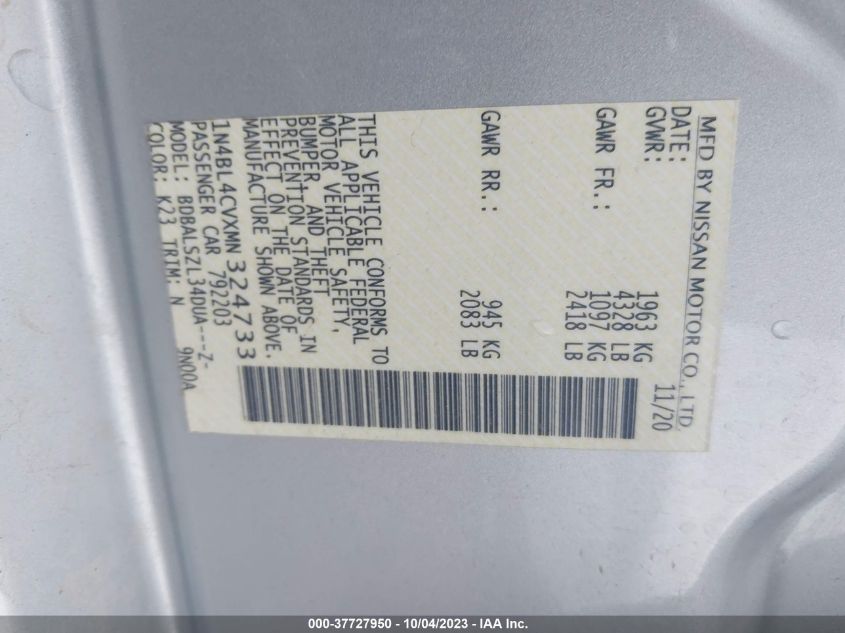 MFD BY NISSAN MOTOR CO., LTD.
DATE: 11/20
GVWR: 1963 KG
4328 LB
GAWR FR.: 1097 KG
2418 LB
GAWR RR.: 945 KG
2083 LB
THIS VEHICLE CONFORMS TO
ALL APPLICABLE FEDERAL
MOTOR VEHICLE SAFETY,
BUMPER, AND THEFT
PREVENTION STANDARDS IN
EFFECT ON THE DATE OF
MANUFACTURE SHOWN ABOVE.
1N4BL4CVXMN324733
PASSENGER CAR 792203
MODEL: BDBALSZL34DUA---Z-
COLOR: K23 TRIM: N 9N00A
000-37727950 - 10/04/2023 - IAA Inc.